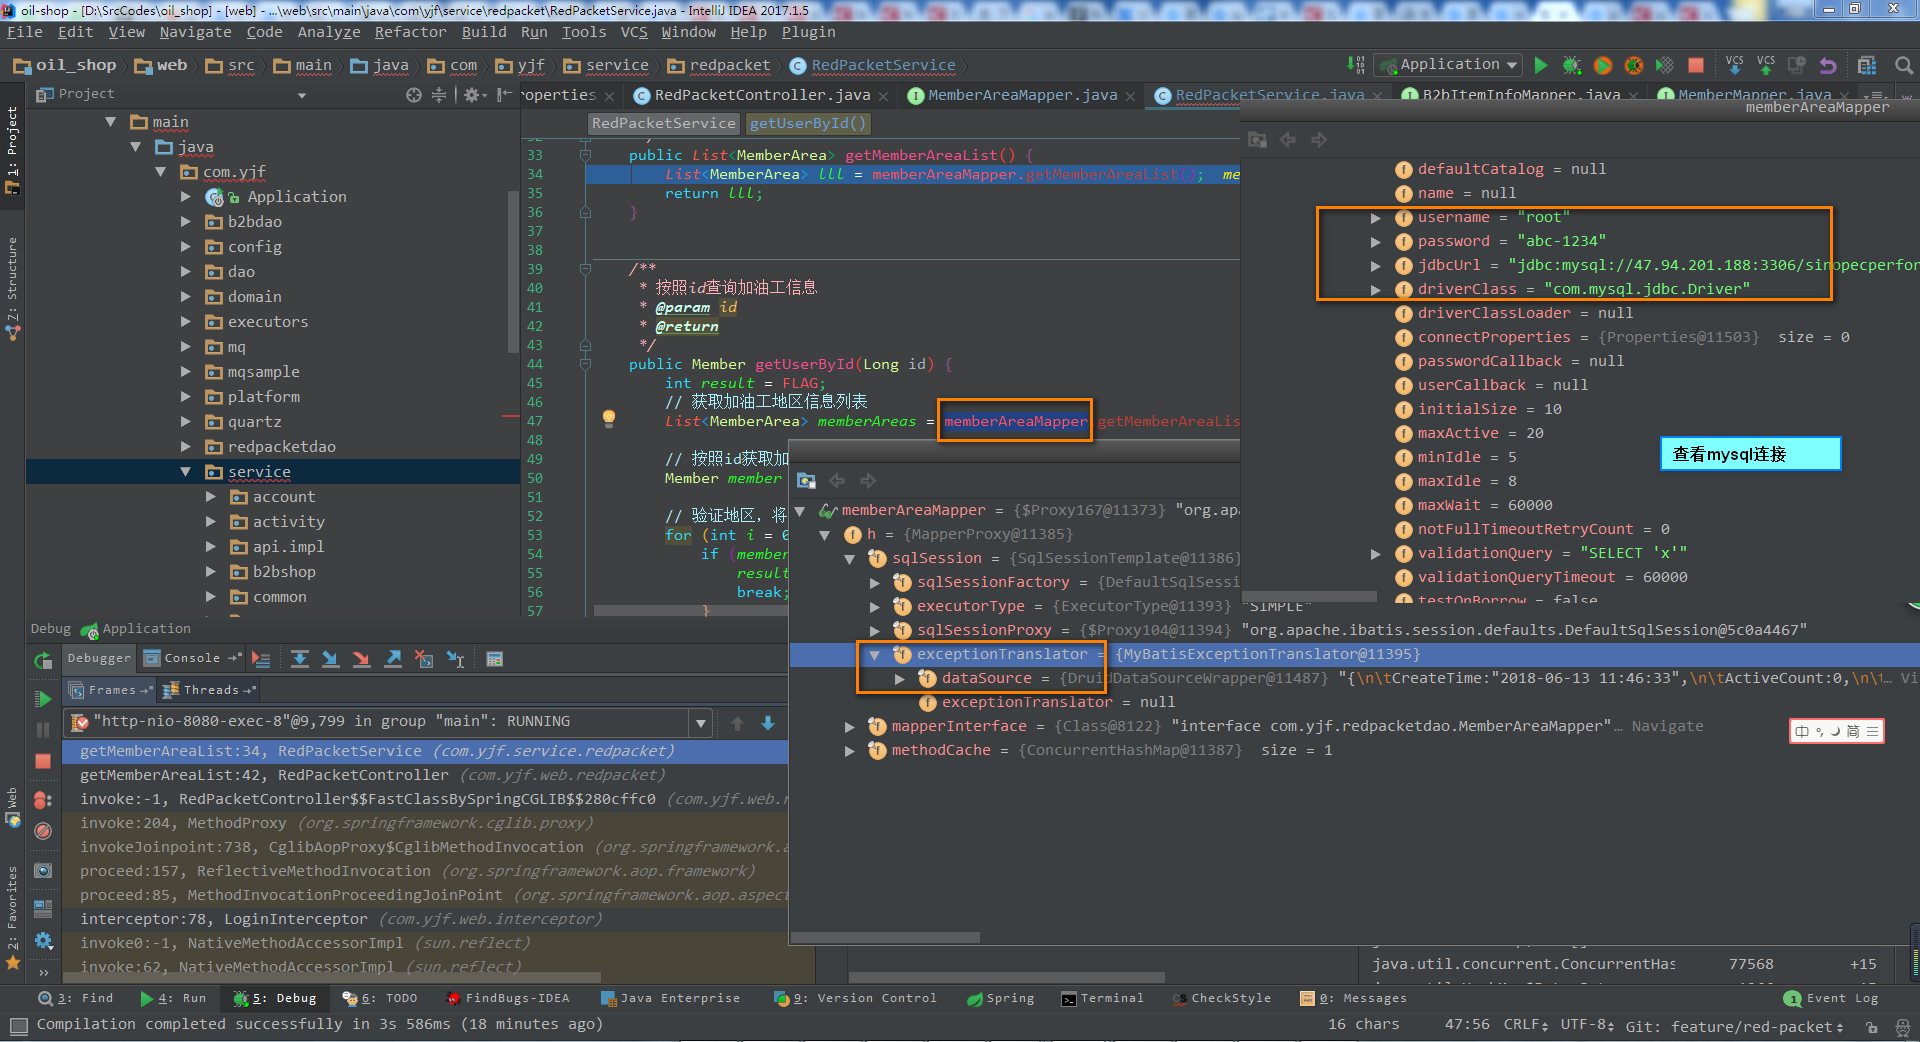 oil-shop - [D:\SrcCodes\oil_shop] - [web] - ...\web\src\main\java\com\yjf\service\redpacket\RedPacketService.java - IntelliJ IDEA 2017.1.5
File Edit View Navigate Code Analyze Refactor Build Run Tools VCS Window Help Plugin
oil_shop web src main java com yjf service redpacket RedPacketService
Application VCS VCS
Project
roperties RedPacketController.java MemberAreaMapper.java RedPacketService.java B2bItemInfoMapper.java MemberMapper.java
1: Project
Z: Structure
Web
2: Favorites
main
java
com.yjf
Application
b2bdao
config
dao
domain
executors
mq
mqsample
platform
quartz
redpacketdao
service
account
activity
api.impl
b2bshop
common
RedPacketService getUserById()
33 public List<MemberArea> getMemberAreaList() {
34 List<MemberArea> lll = memberAreaMapper.getMemberAreaList(); me
35 return lll;
36 }
37
38
39 /**
40 * 按照id查询加油工信息
41 * @param id
42 * @return
43 */
44 public Member getUserById(Long id) {
45 int result = FLAG;
46 // 获取加油工地区信息列表
47 List<MemberArea> memberAreas = memberAreaMapper.getMemberAreaLis
48
49 // 按照id获取加
50 Member member
51
52 // 验证地区，将
53 for (int i = 0
54 if (member
55 result
56 break;
57 }
memberAreaMapper
defaultCatalog = null
name = null
username = "root"
password = "abc-1234"
jdbcUrl = "jdbc:mysql://47.94.201.188:3306/sinopecperfor
driverClass = "com.mysql.jdbc.Driver"
driverClassLoader = null
connectProperties = {Properties@11503} size = 0
passwordCallback = null
userCallback = null
initialSize = 10
maxActive = 20
minIdle = 5
maxIdle = 8
maxWait = 60000
notFullTimeoutRetryCount = 0
validationQuery = "SELECT 'x'"
validationQueryTimeout = 60000
testOnBorrow = false
查看mysql连接
memberAreaMapper = {$Proxy167@11373} "org.apa
h = {MapperProxy@11385}
sqlSession = {SqlSessionTemplate@11386}
sqlSessionFactory = {DefaultSqlSessi
executorType = {ExecutorType@11393} "SIMPLE"
sqlSessionProxy = {$Proxy104@11394} "org.apache.ibatis.session.defaults.DefaultSqlSession@5c0a4467"
exceptionTranslator = {MyBatisExceptionTranslator@11395}
dataSource = {DruidDataSourceWrapper@11487} "{\n\tCreateTime:"2018-06-13 11:46:33",\n\tActiveCount:0,\n\t... Vi
exceptionTranslator = null
mapperInterface = {Class@8122} "interface com.yjf.redpacketdao.MemberAreaMapper"... Navigate
methodCache = {ConcurrentHashMap@11387} size = 1
中 简
Debug Application
Debugger Console
Frames Threads
"http-nio-8080-exec-8"@9,799 in group "main": RUNNING
getMemberAreaList:34, RedPacketService (com.yjf.service.redpacket)
getMemberAreaList:42, RedPacketController (com.yjf.web.redpacket)
invoke:-1, RedPacketController$$FastClassBySpringCGLIB$$280cffc0 (com.yjf.web.r
invoke:204, MethodProxy (org.springframework.cglib.proxy)
invokeJoinpoint:738, CglibAopProxy$CglibMethodInvocation (org.springframework.a
proceed:157, ReflectiveMethodInvocation (org.springframework.aop.framework)
proceed:85, MethodInvocationProceedingJoinPoint (org.springframework.aop.aspect
interceptor:78, LoginInterceptor (com.yjf.web.interceptor)
invoke0:-1, NativeMethodAccessorImpl (sun.reflect)
invoke:62, NativeMethodAccessorImpl (sun.reflect)
java.util.concurrent.ConcurrentHas 77568 +15
3: Find 4: Run 5: Debug 6: TODO FindBugs-IDEA Java Enterprise 9: Version Control Spring Terminal CheckStyle 0: Messages 1 Event Log
Compilation completed successfully in 3s 586ms (18 minutes ago) 16 chars 47:56 CRLF UTF-8 Git: feature/red-packet